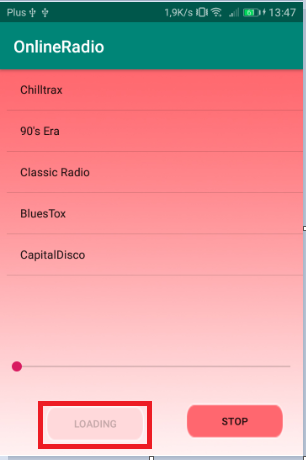 Plus 1,9K/s 13:47
OnlineRadio
Chilltrax
90's Era
Classic Radio
BluesTox
CapitalDisco
LOADING STOP